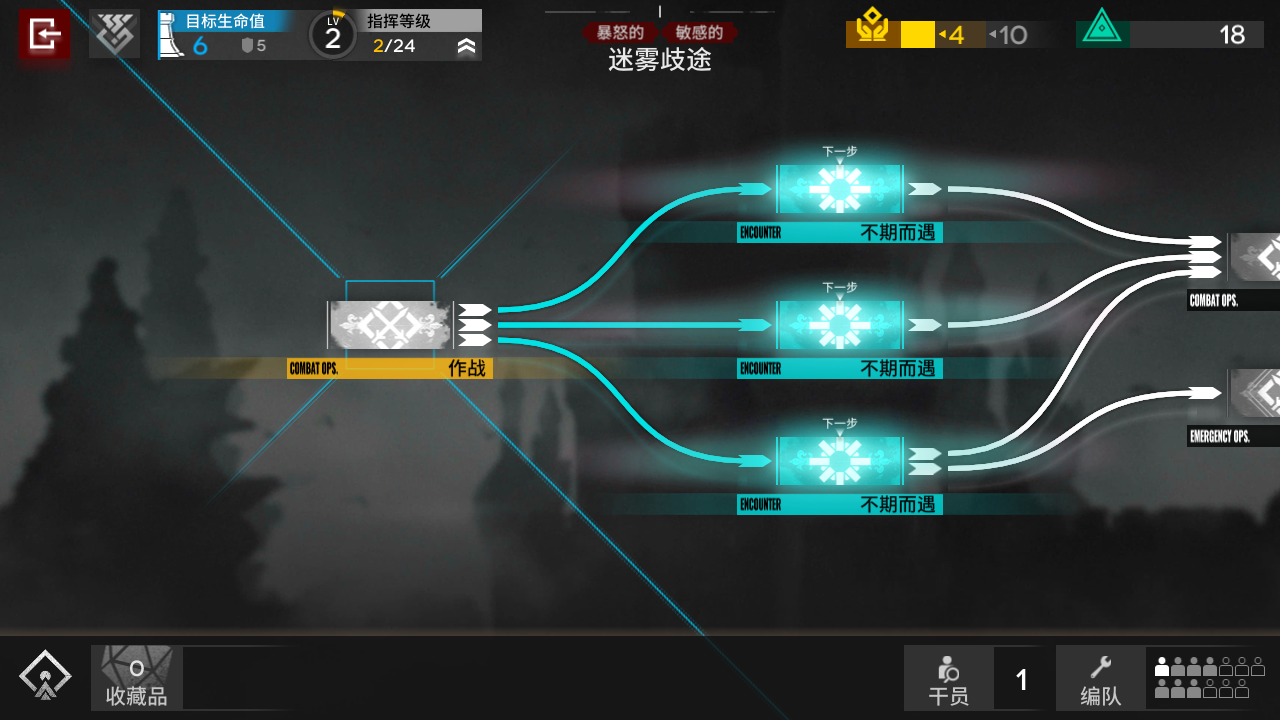 目标生命值
6
5
LV
2
指挥等级
2/24
暴怒的
敏感的
迷雾歧途
4
10
18
下一步
ENCOUNTER 不期而遇
COMBAT OPS.
下一步
COMBAT OPS. 作战
ENCOUNTER 不期而遇
下一步
EMERGENCY OPS.
ENCOUNTER 不期而遇
0
收藏品
干员
1
编队